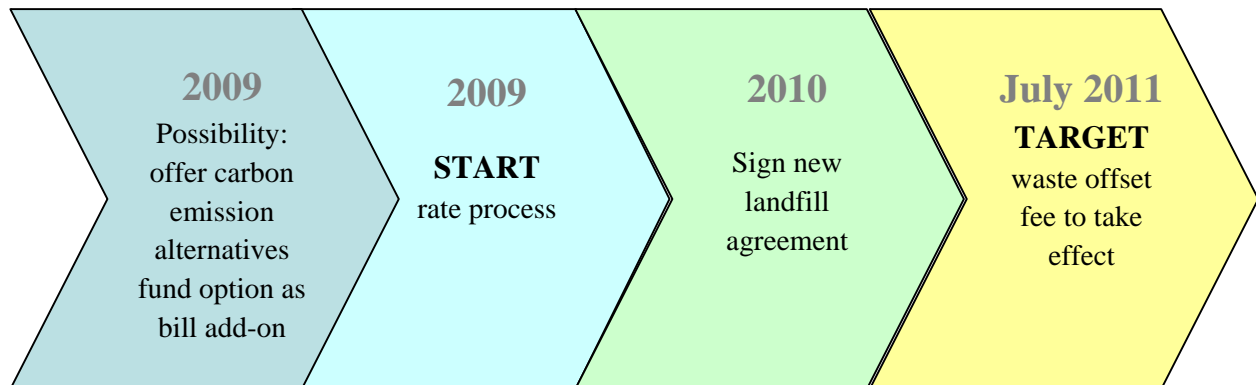 2009
Possibility:
offer carbon
emission
alternatives
fund option as
bill add-on
2009
START
rate process
2010
Sign new
landfill
agreement
July 2011
TARGET
waste offset
fee to take
effect